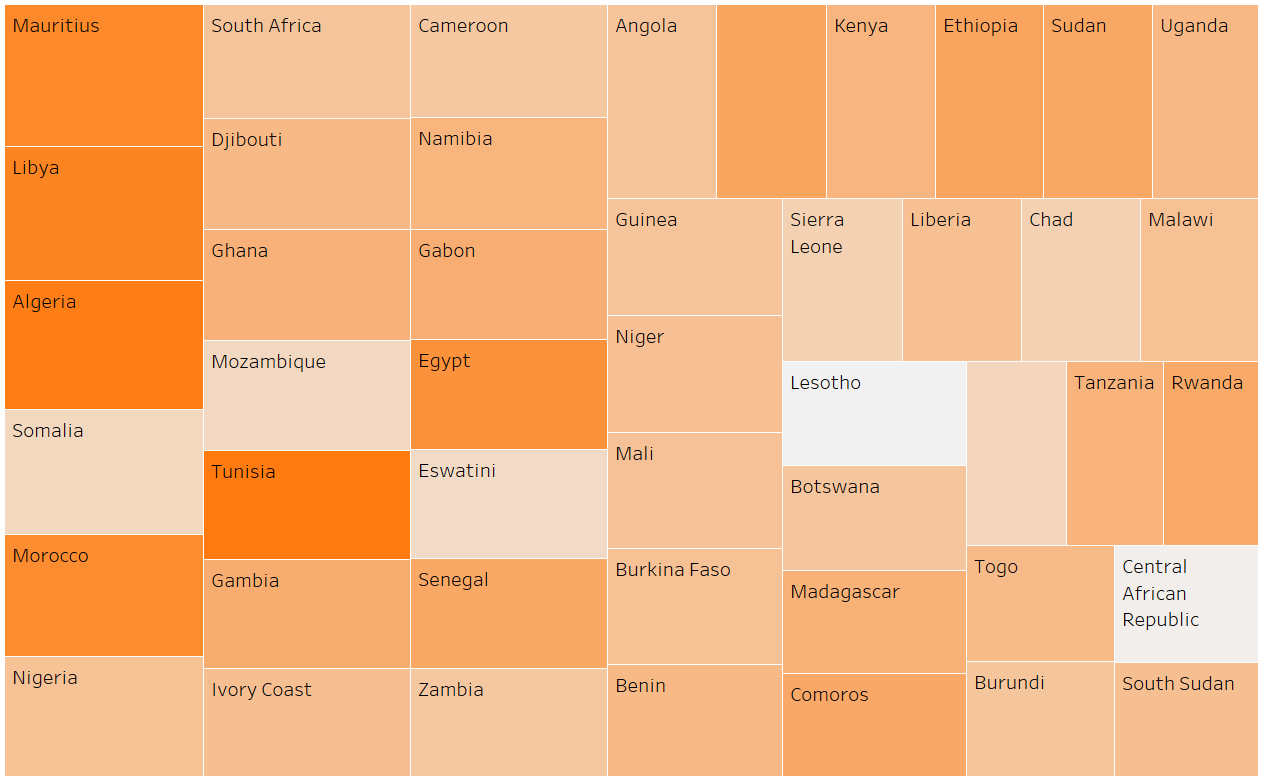 Mauritius
Libya
Algeria
Somalia
Morocco
Nigeria
South Africa
Djibouti
Ghana
Mozambique
Tunisia
Gambia
Ivory Coast
Cameroon
Namibia
Gabon
Egypt
Eswatini
Senegal
Zambia
Angola
Kenya
Ethiopia
Sudan
Uganda
Guinea
Niger
Mali
Burkina Faso
Benin
Sierra
Leone
Liberia
Chad
Malawi
Lesotho
Botswana
Madagascar
Comoros
Tanzania
Rwanda
Togo
Burundi
Central
African
Republic
South Sudan